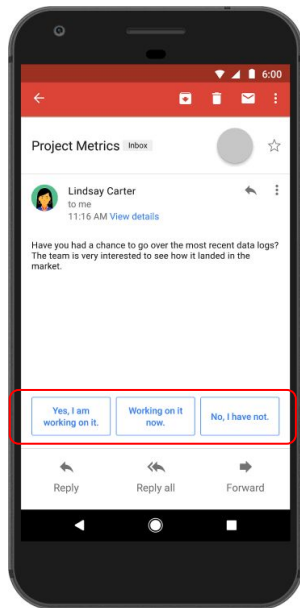 6:00
Project Metrics Inbox
Lindsay Carter
to me
11:16 AM View details
Have you had a chance to go over the most recent data logs?
The team is very interested to see how it landed in the
market.
Yes, I am
working on it.
Working on it
now.
No, I have not.
Reply
Reply all
Forward